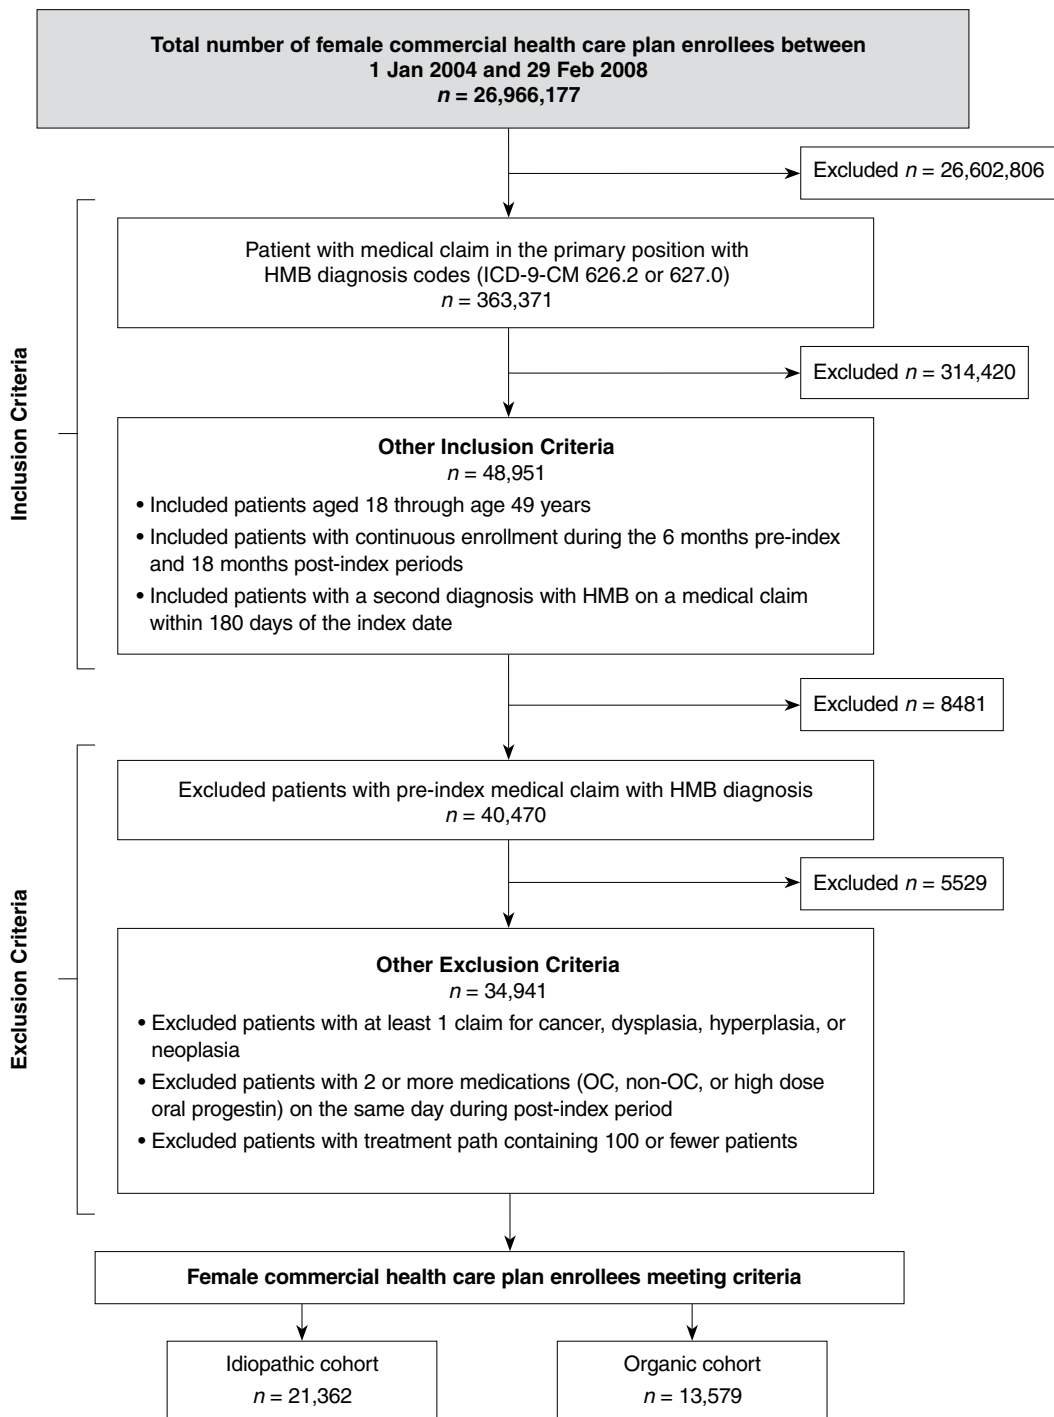 Total number of female commercial health care plan enrollees between
1 Jan 2004 and 29 Feb 2008
n = 26,966,177
Excluded n = 26,602,806
Inclusion Criteria
Patient with medical claim in the primary position with
HMB diagnosis codes (ICD-9-CM 626.2 or 627.0)
n = 363,371
Excluded n = 314,420
Other Inclusion Criteria
n = 48,951
• Included patients aged 18 through age 49 years
• Included patients with continuous enrollment during the 6 months pre-index
and 18 months post-index periods
• Included patients with a second diagnosis with HMB on a medical claim
within 180 days of the index date
Excluded n = 8481
Exclusion Criteria
Excluded patients with pre-index medical claim with HMB diagnosis
n = 40,470
Excluded n = 5529
Other Exclusion Criteria
n = 34,941
• Excluded patients with at least 1 claim for cancer, dysplasia, hyperplasia, or
neoplasia
• Excluded patients with 2 or more medications (OC, non-OC, or high dose
oral progestin) on the same day during post-index period
• Excluded patients with treatment path containing 100 or fewer patients
Female commercial health care plan enrollees meeting criteria
Idiopathic cohort
n = 21,362
Organic cohort
n = 13,579